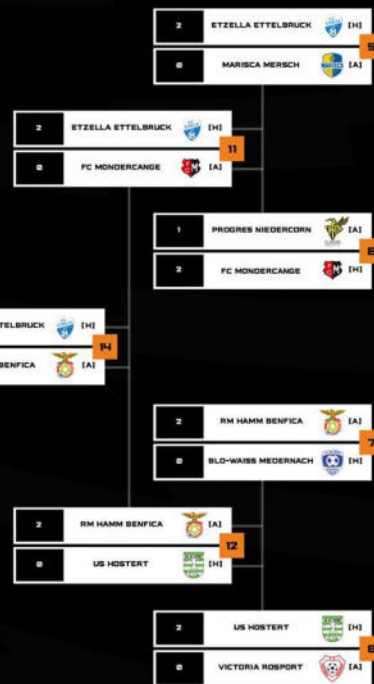 2 ETZELLA ETTELBRUCK [H]
5
0 MARISCA MERSCH [A]
2 ETZELLA ETTELBRUCK [H]
11
0 FC MONDERCANGE [A]
1 PROGRES NIEDERCORN [A]
6
2 FC MONDERCANGE [H]
TELBRUCK [H]
14
BENFICA [A]
2 RM HAMM BENFICA [A]
7
0 BLO-WAISS MEDERNACH [H]
2 RM HAMM BENFICA [A]
12
0 US HOSTERT [H]
2 US HOSTERT [H]
8
0 VICTORIA ROSPORT [A]